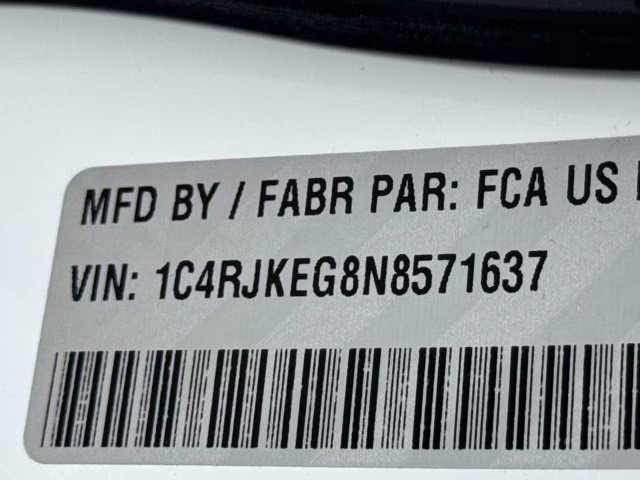 MFD BY / FABR PAR: FCA US
VIN: 1C4RJKEG8N8571637